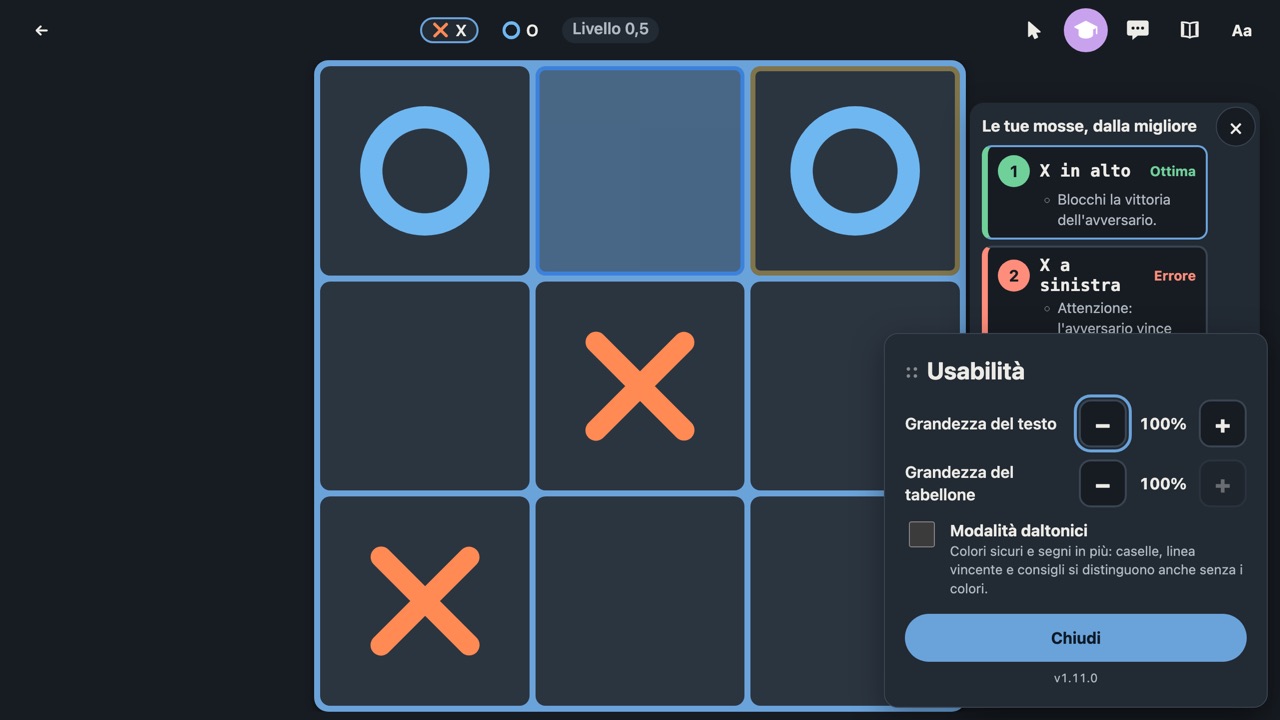 X
O
Livello 0,5
Aa
Le tue mosse, dalla migliore
1
X in alto
Ottima
Blocchi la vittoria
dell'avversario.
2
X a
sinistra
Errore
Attenzione:
l'avversario vince
Usabilità
Grandezza del testo
−
100%
+
Grandezza del
tabellone
−
100%
+
Modalità daltonici
Colori sicuri e segni in più: caselle, linea
vincente e consigli si distinguono anche senza i
colori.
Chiudi
v1.11.0